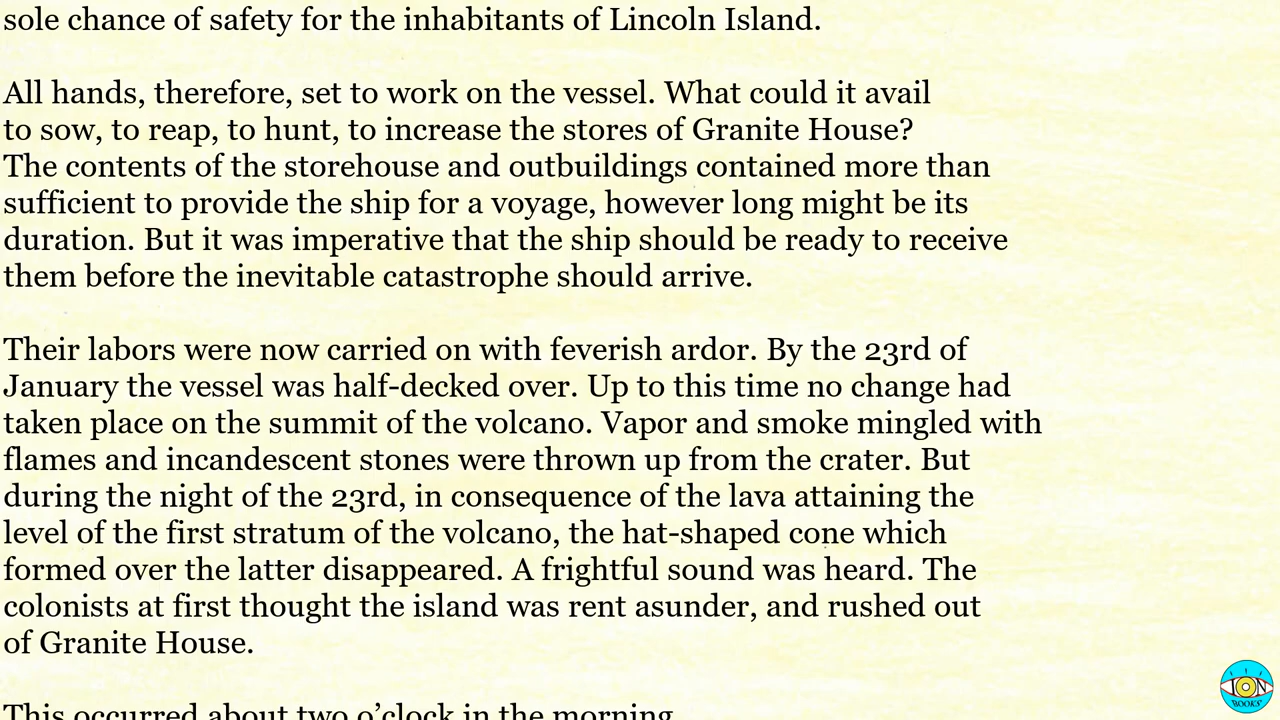 sole chance of safety for the inhabitants of Lincoln Island.
All hands, therefore, set to work on the vessel. What could it avail
to sow, to reap, to hunt, to increase the stores of Granite House?
The contents of the storehouse and outbuildings contained more than
sufficient to provide the ship for a voyage, however long might be its
duration. But it was imperative that the ship should be ready to receive
them before the inevitable catastrophe should arrive.
Their labors were now carried on with feverish ardor. By the 23rd of
January the vessel was half-decked over. Up to this time no change had
taken place on the summit of the volcano. Vapor and smoke mingled with
flames and incandescent stones were thrown up from the crater. But
during the night of the 23rd, in consequence of the lava attaining the
level of the first stratum of the volcano, the hat-shaped cone which
formed over the latter disappeared. A frightful sound was heard. The
colonists at first thought the island was rent asunder, and rushed out
of Granite House.
This occurred about two o’clock in the morning.
ION
BOOKS